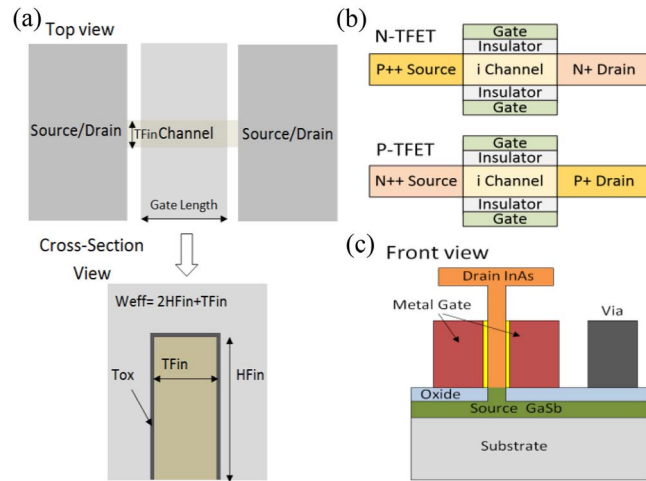 (a)
Top view
Source/Drain
TFin
Channel
Source/Drain
Gate Length
Cross-Section
View
Weff= 2HFin+TFin
TFin
HFin
Tox
(b)
N-TFET
Gate
Insulator
P++ Source
i Channel
N+ Drain
Insulator
Gate
P-TFET
Gate
Insulator
N++ Source
i Channel
P+ Drain
Insulator
Gate
(c)
Front view
Drain InAs
Metal Gate
Via
Oxide
Source GaSb
Substrate